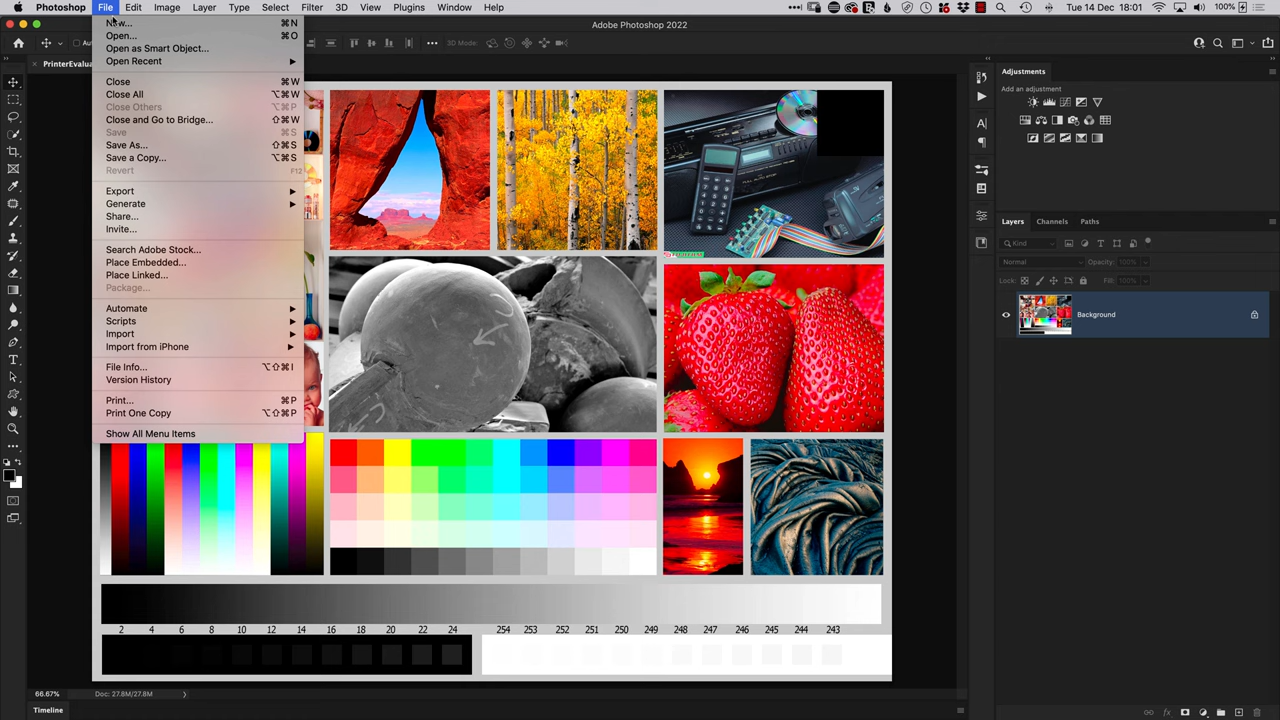 Photoshop File Edit Image Layer Type Select Filter 3D View Plugins Window Help 100% Tue 14 Dec 18:01
Adobe Photoshop 2022
3D Mode:
PrinterEvalua
New... ⌘N
Open... ⌘O
Open as Smart Object...
Open Recent
Close ⌘W
Close All ⌥⌘W
Close Others ⌥⌘P
Close and Go to Bridge... ⇧⌘W
Save ⌘S
Save As... ⇧⌘S
Save a Copy... ⌥⌘S
Revert F12
Export
Generate
Share...
Invite...
Search Adobe Stock...
Place Embedded...
Place Linked...
Package...
Automate
Scripts
Import
Import from iPhone
File Info... ⌥⇧⌘I
Version History
Print... ⌘P
Print One Copy ⌥⇧⌘P
Show All Menu Items
2 4 6 8 10 12 14 16 18 20 22 24 254 253 252 251 250 249 248 247 246 245 244 243
66.67% Doc: 27.8M/27.8M
Timeline
Adjustments
Add an adjustment
Layers Channels Paths
Kind
Normal Opacity: 100%
Lock: Fill: 100%
Background